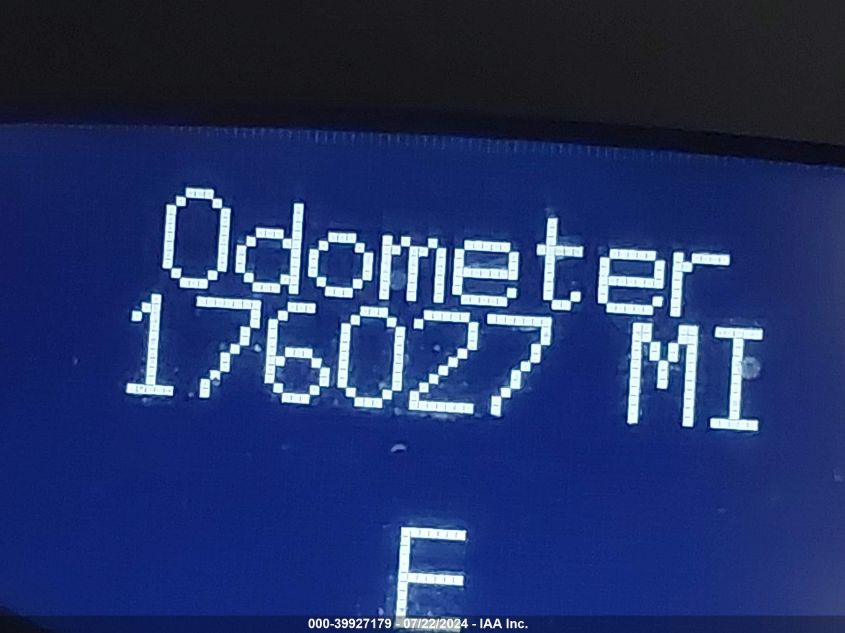 Odometer
176027 MI
E
000-39927179 - 07/22/2024 - IAA Inc.